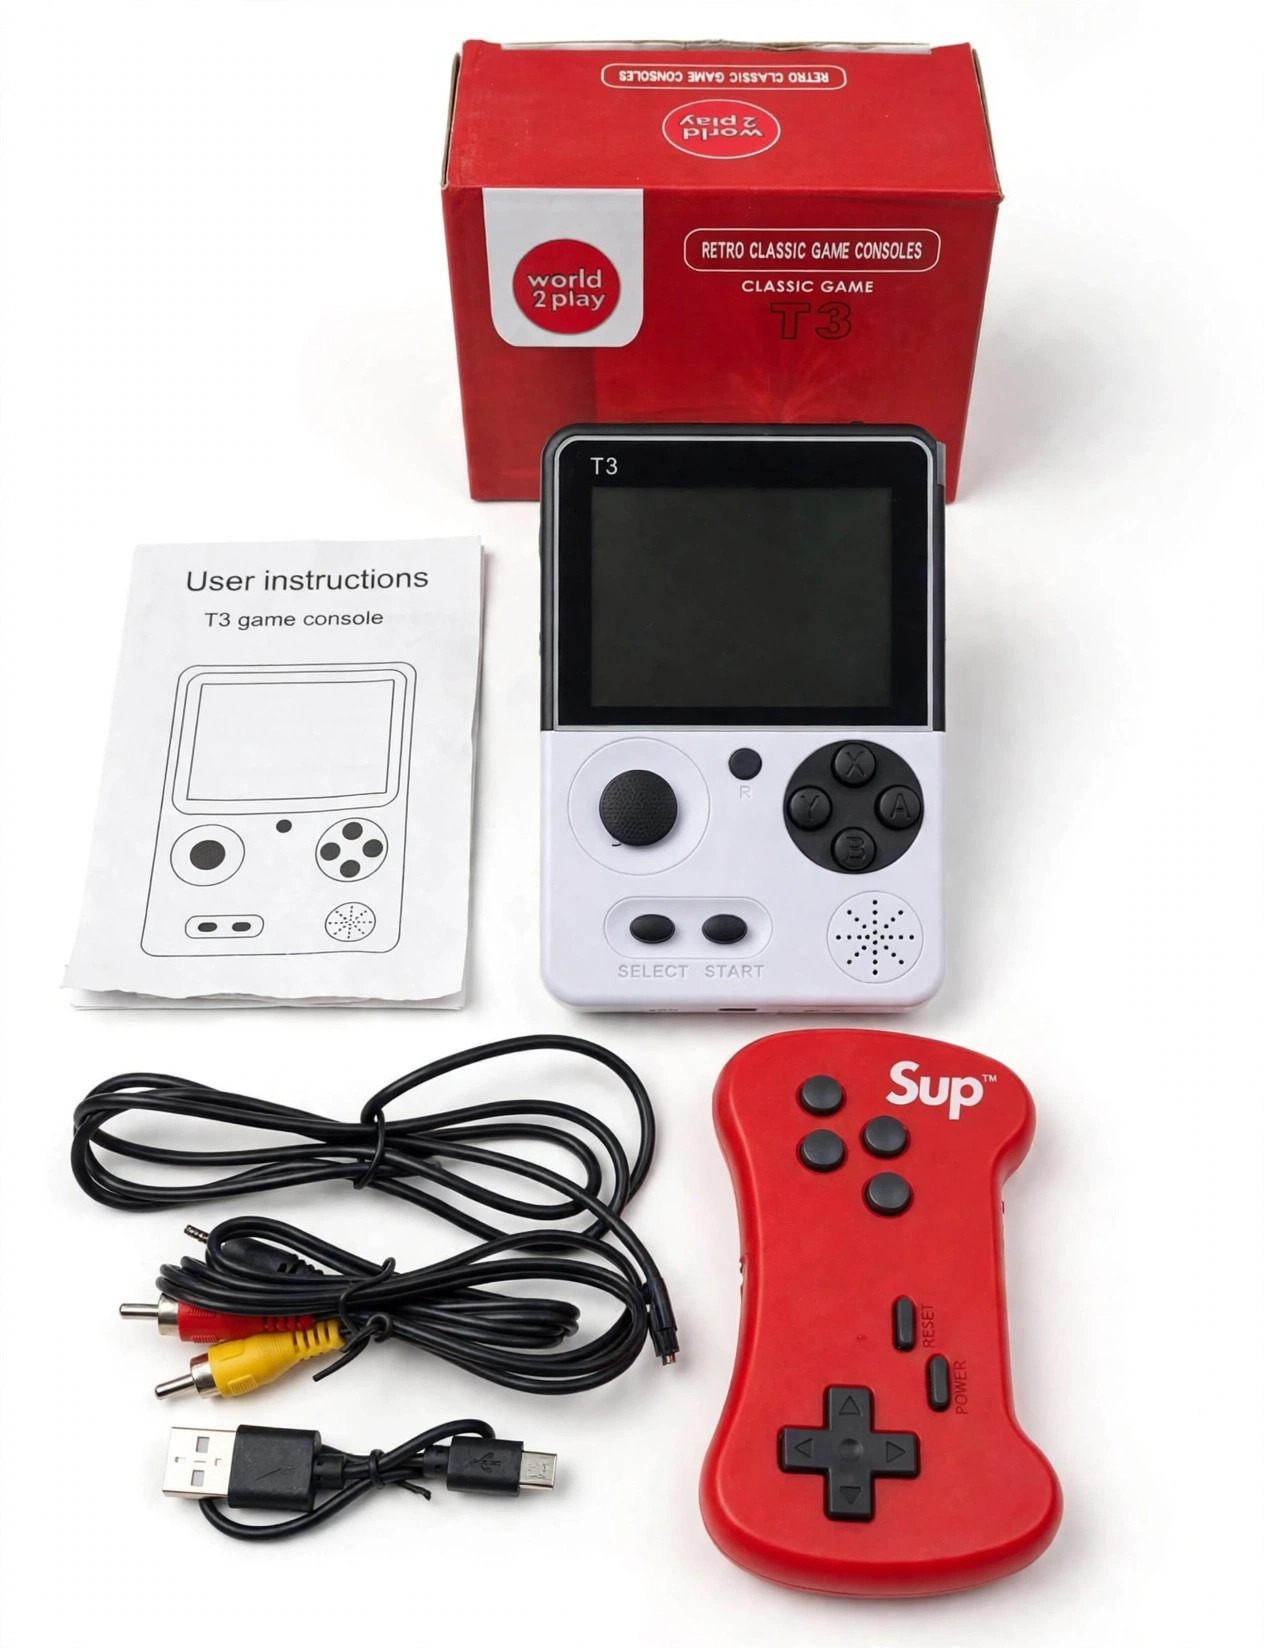 RETRO CLASSIC GAME CONSOLES
world
2 play
world
2 play
RETRO CLASSIC GAME CONSOLES
CLASSIC GAME
T3
T3
User instructions
T3 game console
R
X
Y
A
B
SELECT START
Sup™
RESET
POWER